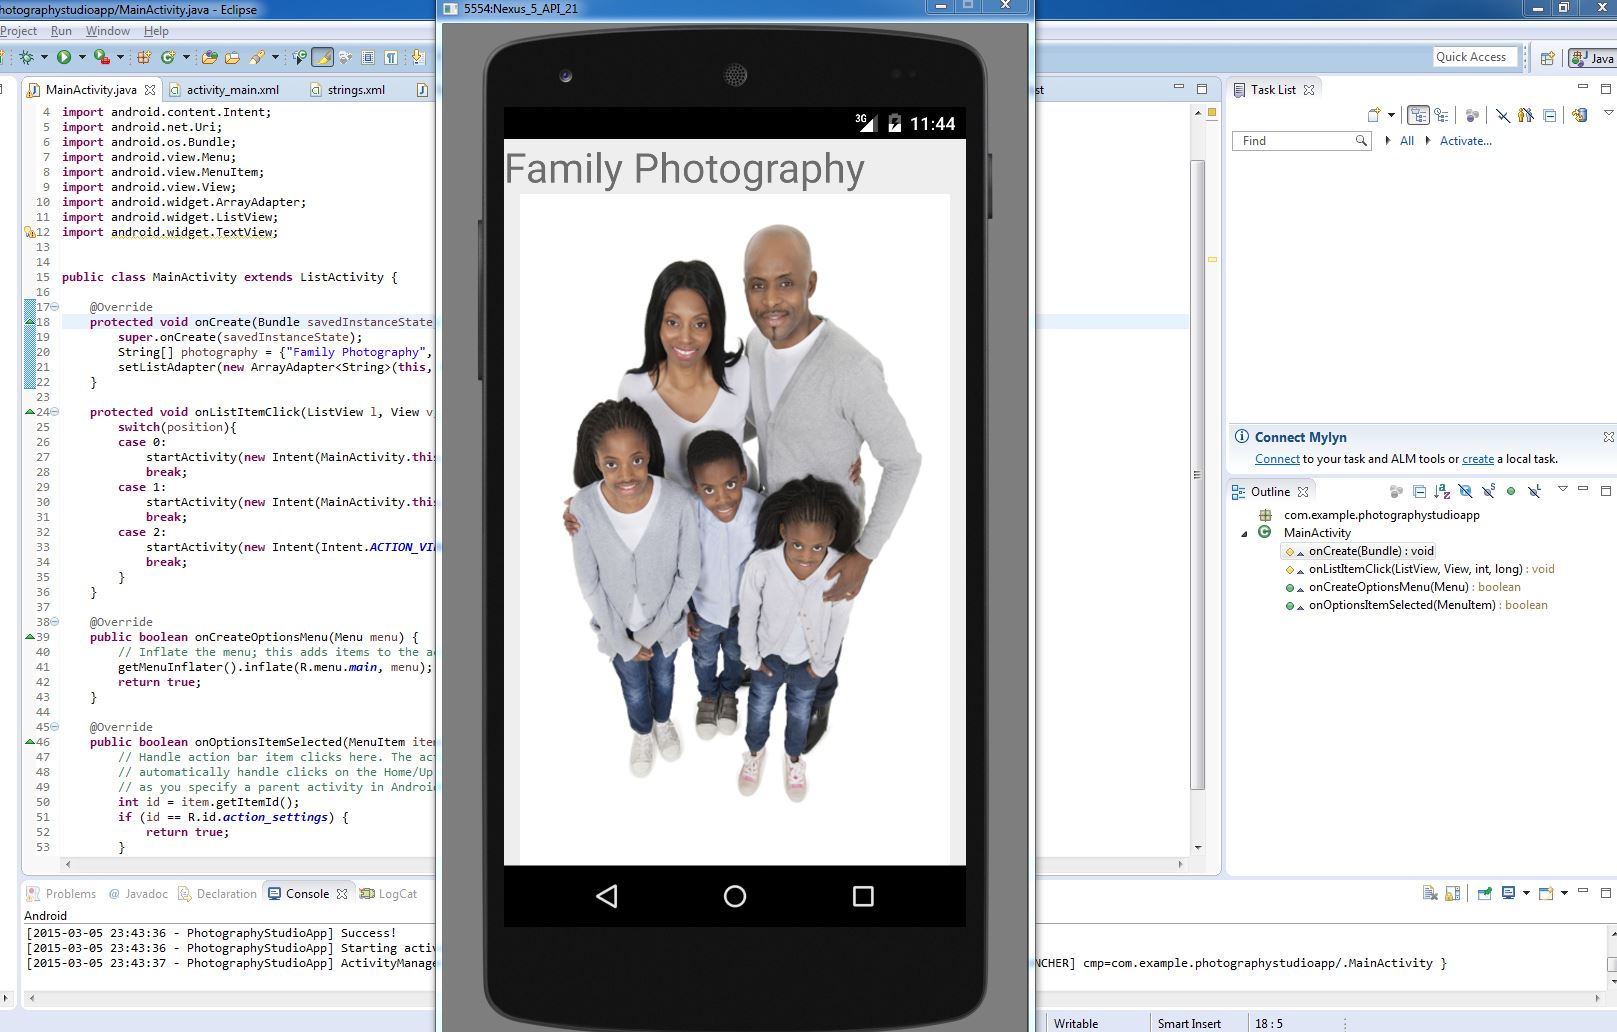 hotographystudioapp/MainActivity.java - Eclipse
Project Run Window Help
Quick Access
Java
MainActivity.java
activity_main.xml
strings.xml
st
4 import android.content.Intent;
5 import android.net.Uri;
6 import android.os.Bundle;
7 import android.view.Menu;
8 import android.view.MenuItem;
9 import android.view.View;
10 import android.widget.ArrayAdapter;
11 import android.widget.ListView;
12 import android.widget.TextView;
13
14
15 public class MainActivity extends ListActivity {
16
17 @Override
18 protected void onCreate(Bundle savedInstanceState
19 super.onCreate(savedInstanceState);
20 String[] photography = {"Family Photography",
21 setListAdapter(new ArrayAdapter<String>(this,
22 }
23
24 protected void onListItemClick(ListView l, View v,
25 switch(position){
26 case 0:
27 startActivity(new Intent(MainActivity.this
28 break;
29 case 1:
30 startActivity(new Intent(MainActivity.this
31 break;
32 case 2:
33 startActivity(new Intent(Intent.ACTION_VIE
34 break;
35 }
36 }
37
38 @Override
39 public boolean onCreateOptionsMenu(Menu menu) {
40 // Inflate the menu; this adds items to the ac
41 getMenuInflater().inflate(R.menu.main, menu);
42 return true;
43 }
44
45 @Override
46 public boolean onOptionsItemSelected(MenuItem item
47 // Handle action bar item clicks here. The act
48 // automatically handle clicks on the Home/Up
49 // as you specify a parent activity in Android
50 int id = item.getItemId();
51 if (id == R.id.action_settings) {
52 return true;
53 }
5554:Nexus_5_API_21
3G 11:44
Family Photography
Task List
Find
All
Activate...
Connect Mylyn
Connect to your task and ALM tools or create a local task.
Outline
com.example.photographystudioapp
MainActivity
onCreate(Bundle) : void
onListItemClick(ListView, View, int, long) : void
onCreateOptionsMenu(Menu) : boolean
onOptionsItemSelected(MenuItem) : boolean
Problems @ Javadoc Declaration Console LogCat
Android
[2015-03-05 23:43:36 - PhotographyStudioApp] Success!
[2015-03-05 23:43:36 - PhotographyStudioApp] Starting activ
[2015-03-05 23:43:37 - PhotographyStudioApp] ActivityManage
NCHER] cmp=com.example.photographystudioapp/.MainActivity }
Writable
Smart Insert
18 : 5